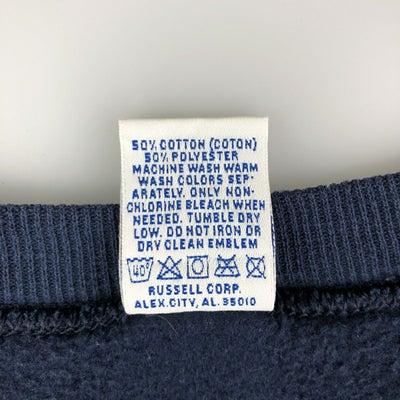 50% COTTON (COTON)
50% POLYESTER
MACHINE WASH WARM
WASH COLORS SEP-
ARATELY. ONLY NON-
CHLORINE BLEACH WHEN
NEEDED. TUMBLE DRY
LOW. DO NOT IRON OR
DRY CLEAN EMBLEM
40°
RUSSELL CORP.
ALEX.CITY, AL. 35010